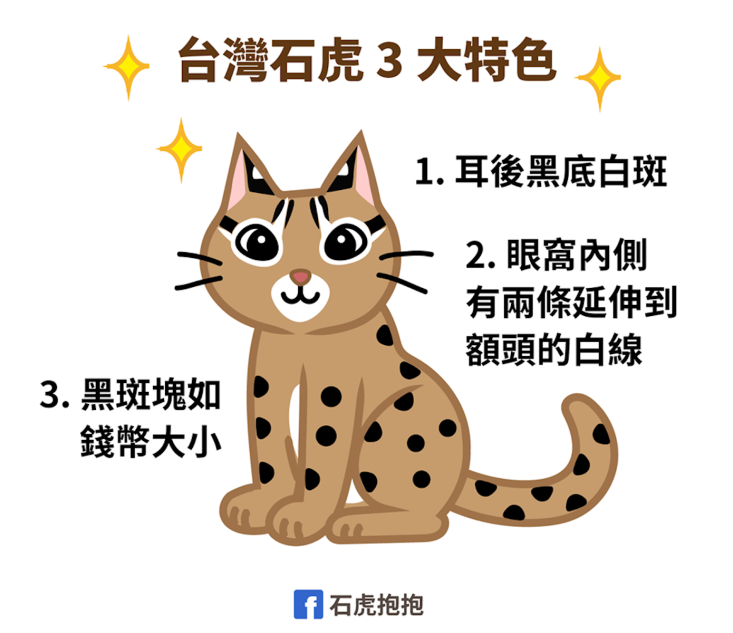 台灣石虎 3 大特色
1. 耳後黑底白斑
2. 眼窩內側
有兩條延伸到
額頭的白線
3. 黑斑塊如
錢幣大小
f 石虎抱抱